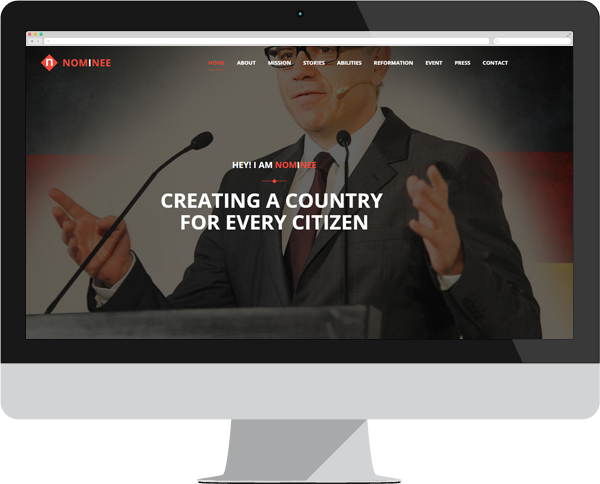 n NOMINEE
HOME ABOUT MISSION STORIES ABILITIES REFORMATION EVENT PRESS CONTACT
HEY! I AM NOMINEE
CREATING A COUNTRY
FOR EVERY CITIZEN